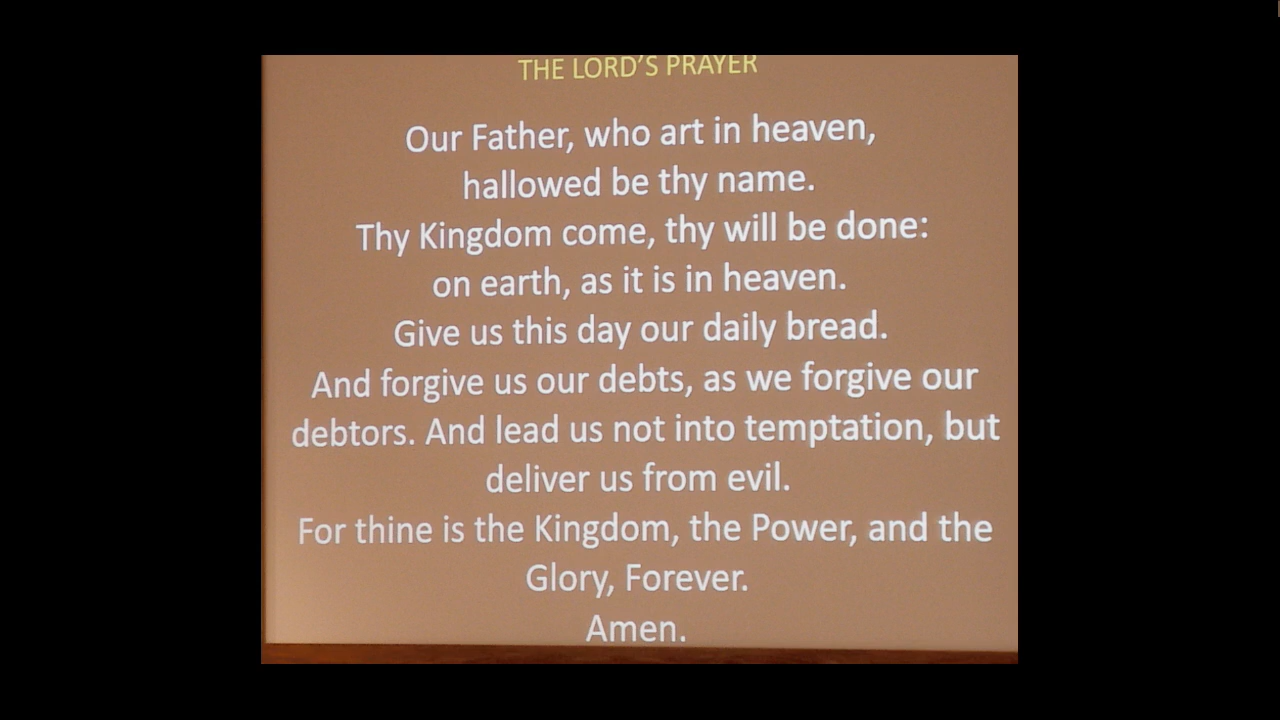 THE LORD'S PRAYER
Our Father, who art in heaven,
hallowed be thy name.
Thy Kingdom come, thy will be done:
on earth, as it is in heaven.
Give us this day our daily bread.
And forgive us our debts, as we forgive our
debtors. And lead us not into temptation, but
deliver us from evil.
For thine is the Kingdom, the Power, and the
Glory, Forever.
Amen.